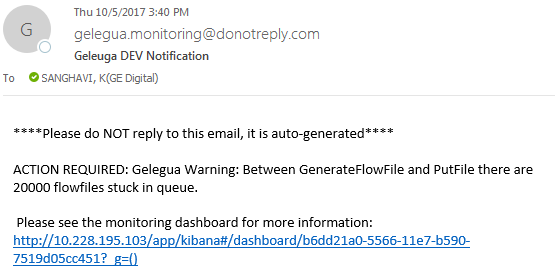 G
Thu 10/5/2017 3:40 PM
gelegua.monitoring@donotreply.com
Geleuga DEV Notification
To SANGHAVI, K(GE Digital)
****Please do NOT reply to this email, it is auto-generated****
ACTION REQUIRED: Gelegua Warning: Between GenerateFlowFile and PutFile there are
20000 flowfiles stuck in queue.
Please see the monitoring dashboard for more information:
http://10.228.195.103/app/kibana#/dashboard/b6dd21a0-5566-11e7-b590-
7519d05cc451?_g=()